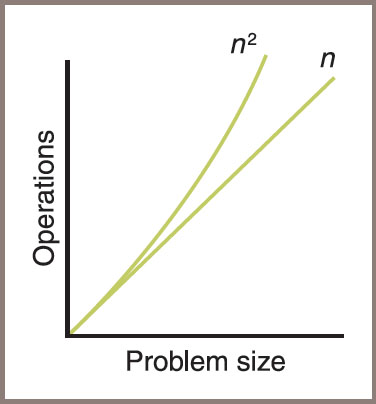 n²
n
Operations
Problem size